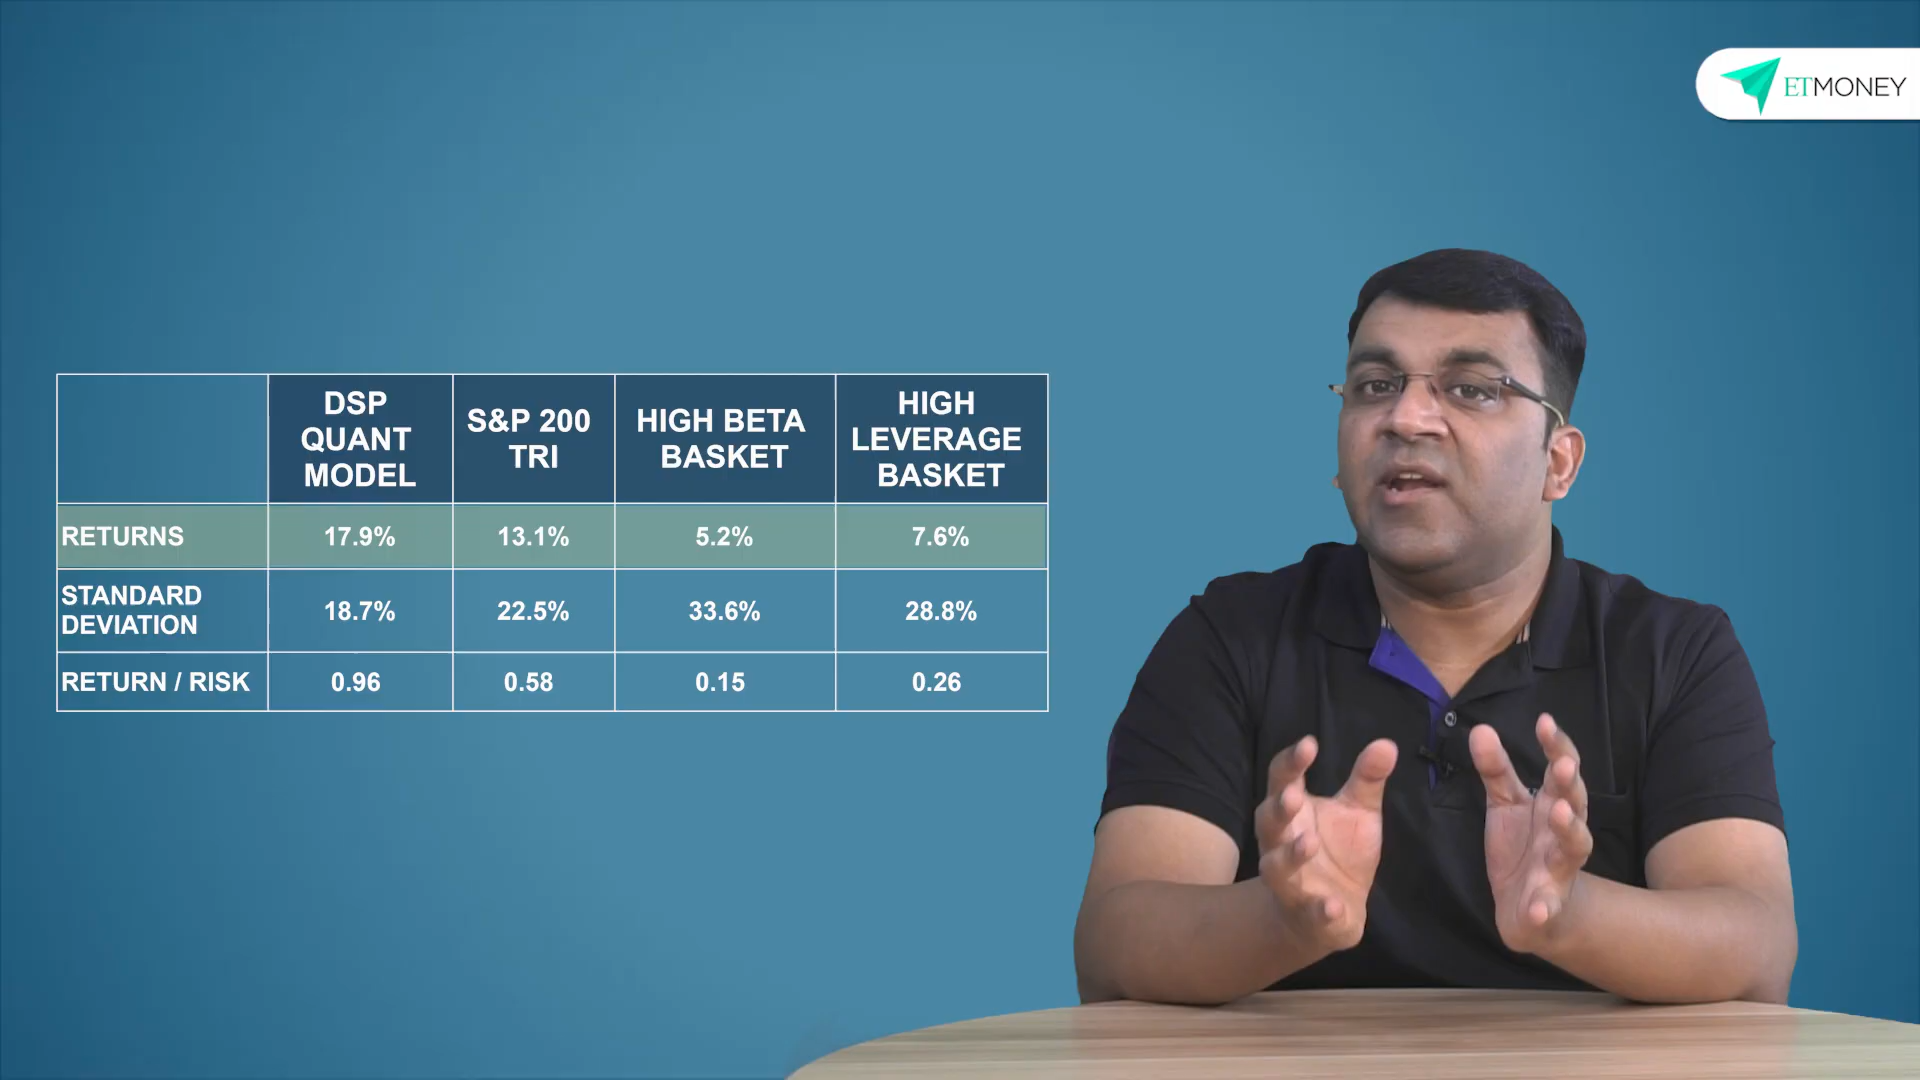 ETMONEY
DSP
QUANT
MODEL
S&P 200
TRI
HIGH BETA
BASKET
HIGH
LEVERAGE
BASKET
RETURNS 17.9% 13.1% 5.2% 7.6%
STANDARD
DEVIATION
18.7% 22.5% 33.6% 28.8%
RETURN / RISK 0.96 0.58 0.15 0.26